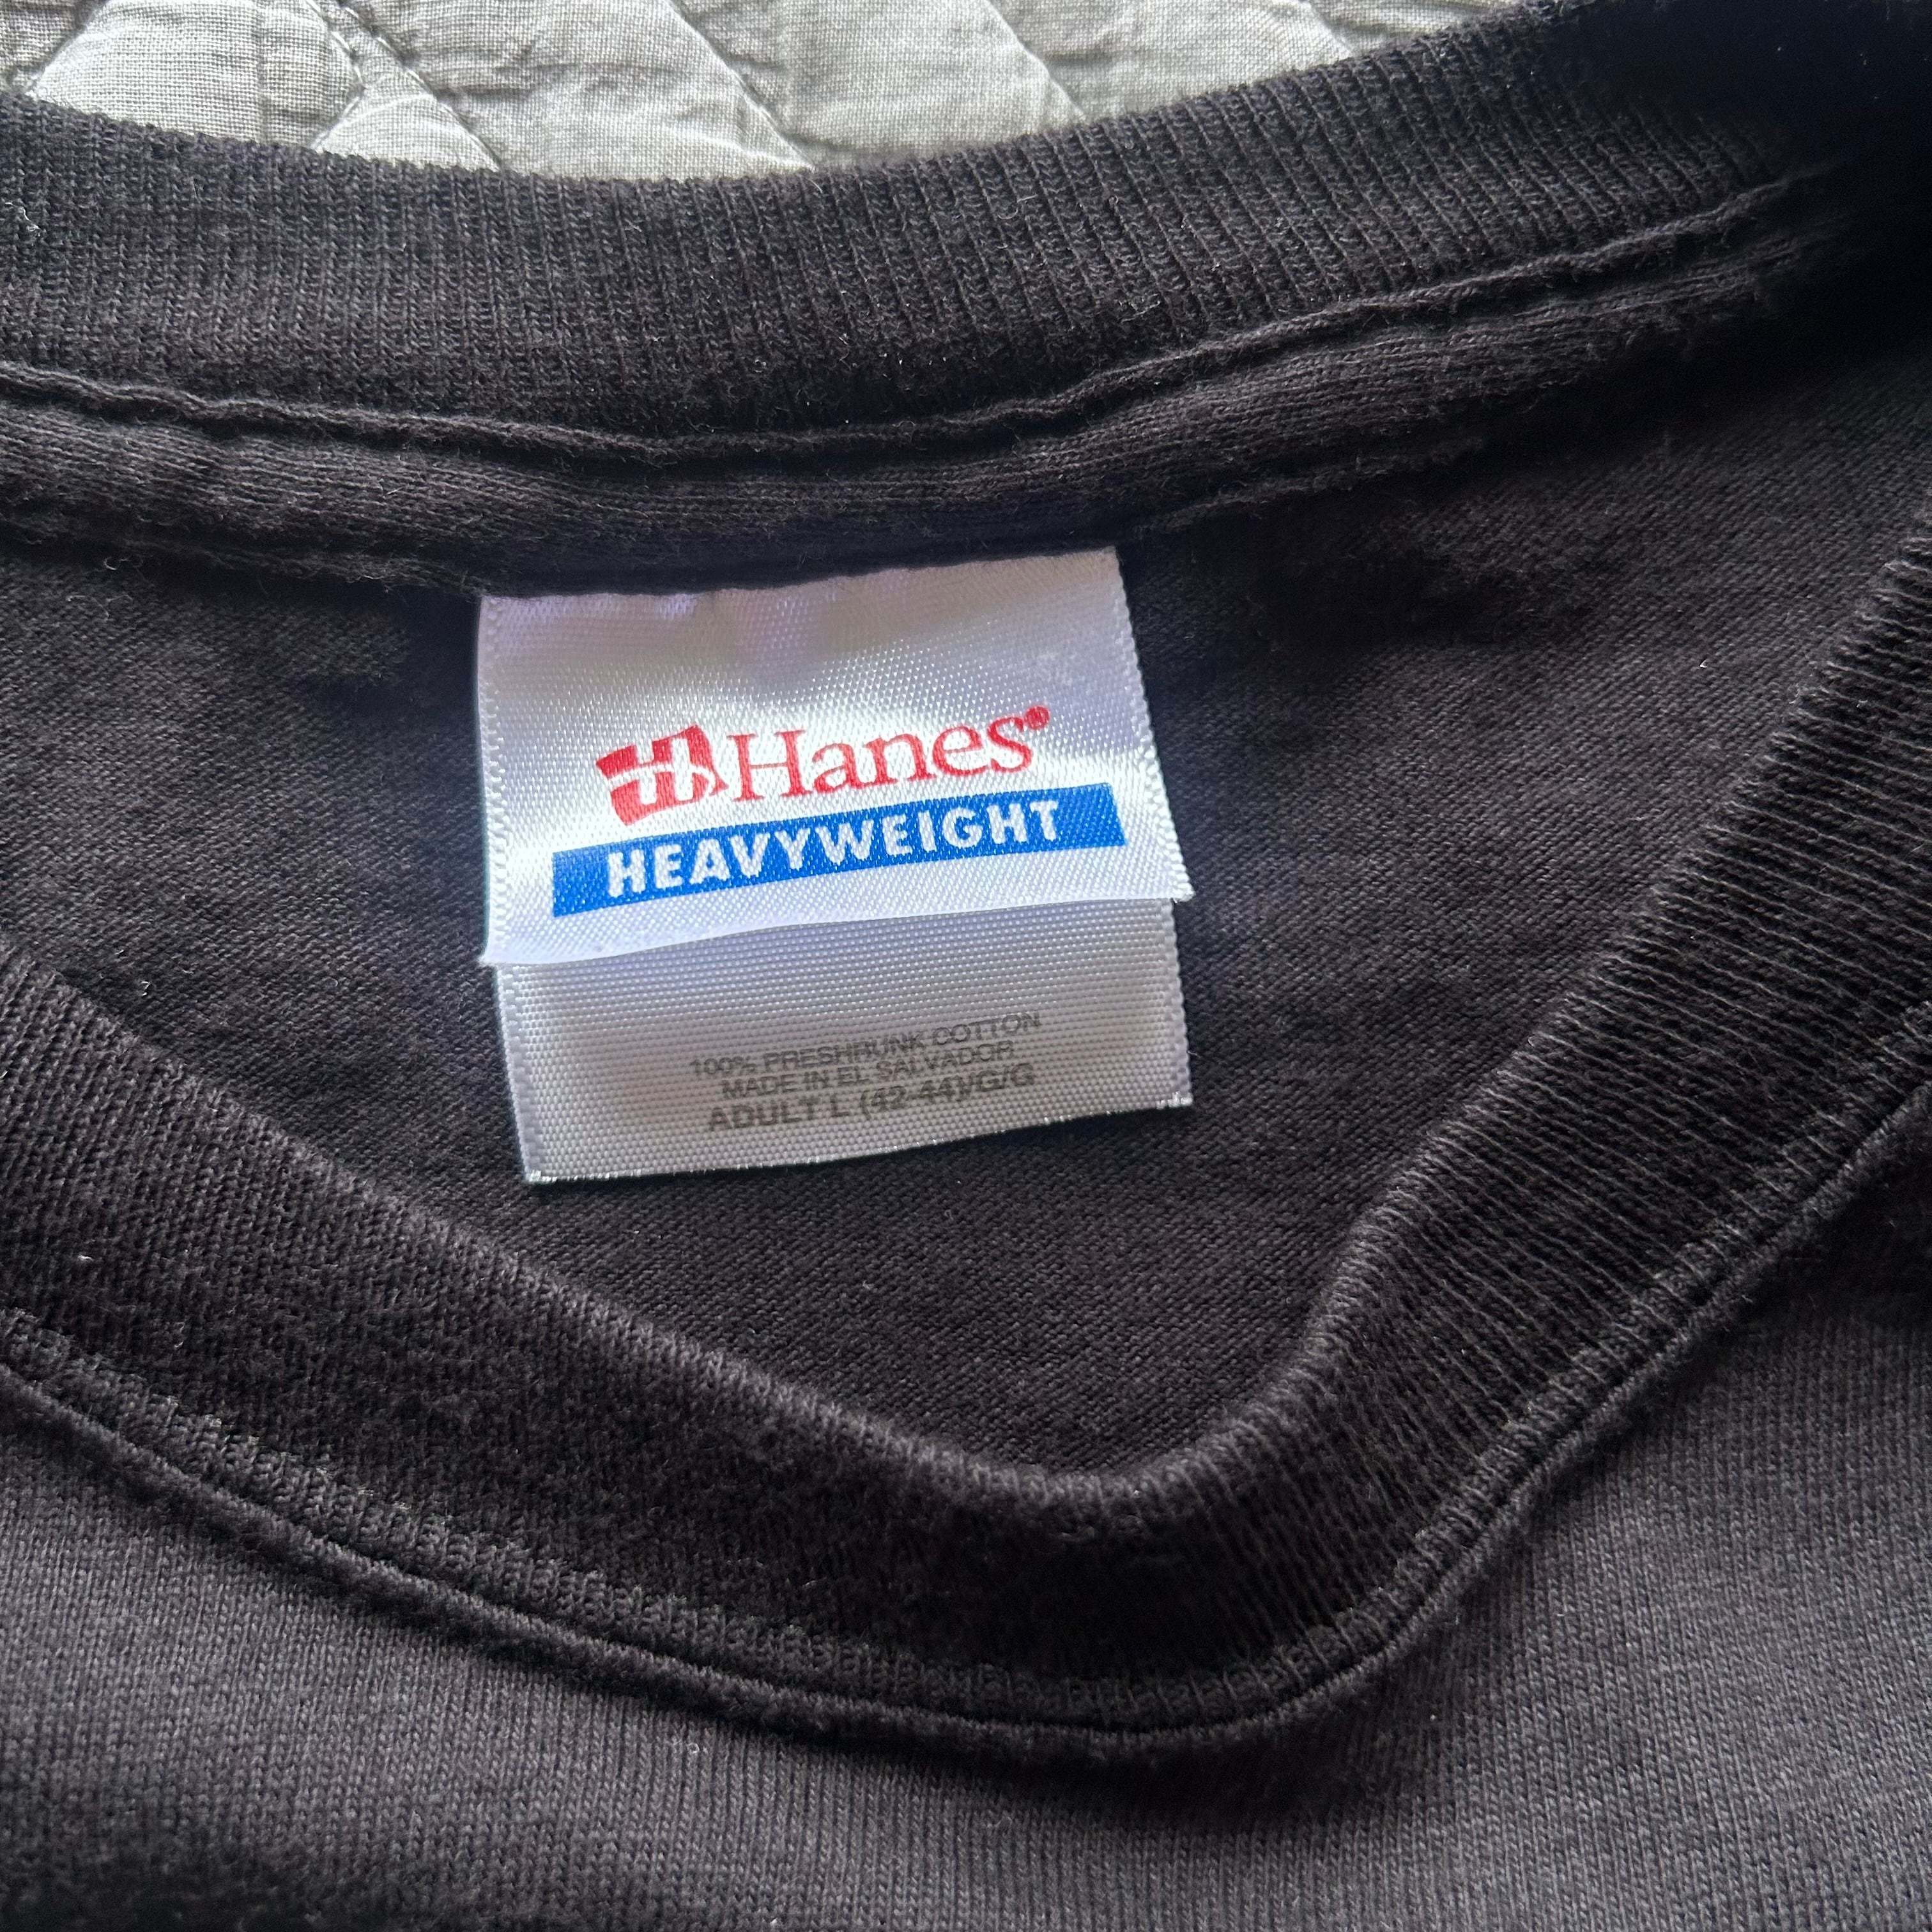 Hanes®
HEAVYWEIGHT
100% PRESHRUNK COTTON
MADE IN EL SALVADOR
ADULT L (42-44)/G/G